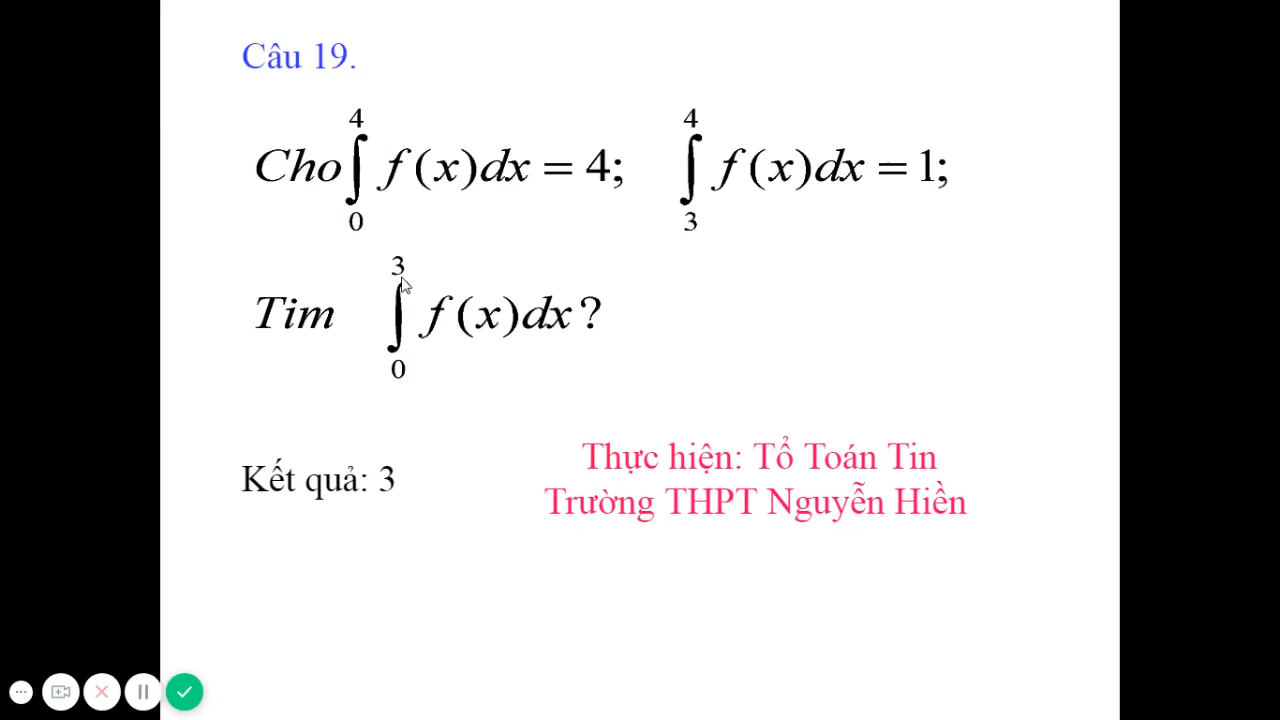 Câu 19.
Cho ∫₀⁴ f(x)dx = 4; ∫₃⁴ f(x)dx = 1;
Tim ∫₀³ f(x)dx?
Thực hiện: Tổ Toán Tin
Kết quả: 3
Trường THPT Nguyễn Hiền